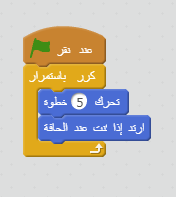 عند نقر
كرر باستمرار
تحرك 5 خطوة
ارتد إذا كنت عند الحافة